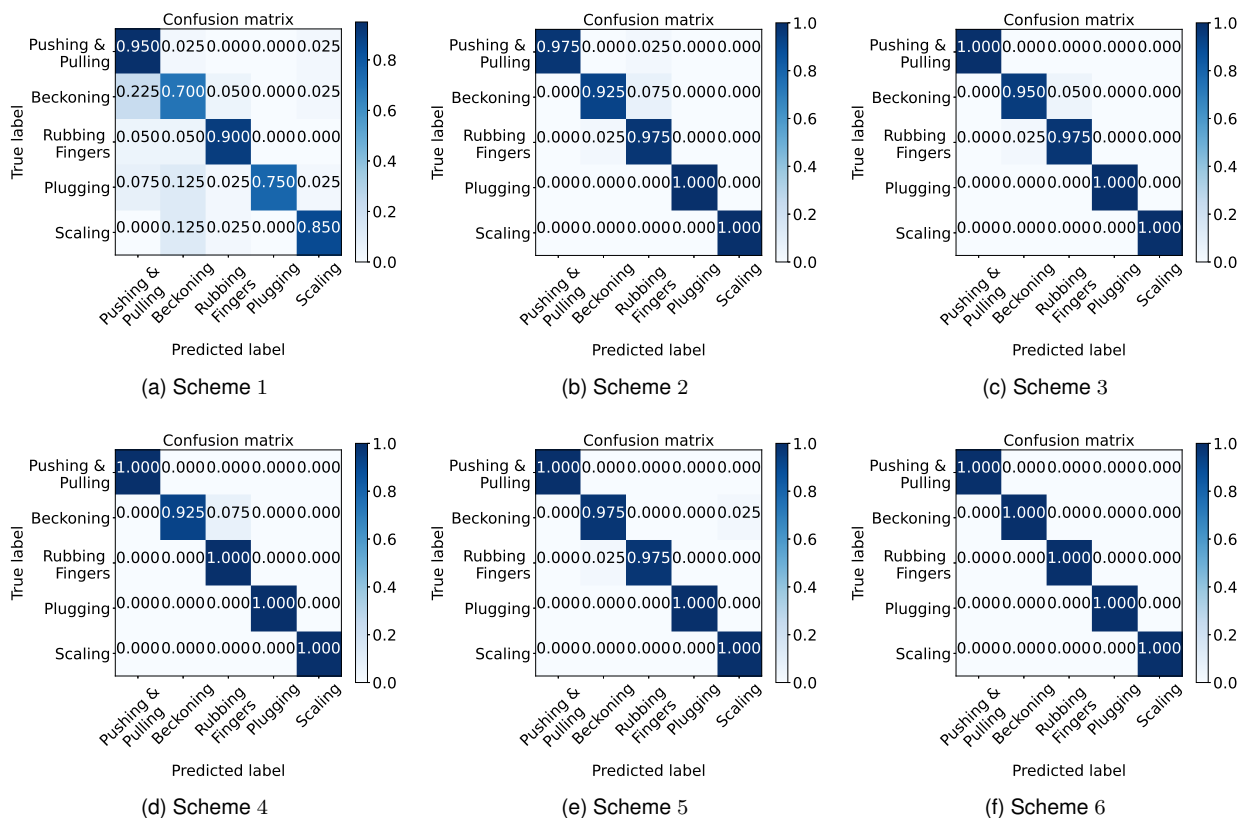 Confusion matrix
Pushing & Pulling 0.950 0.025 0.000 0.000 0.025
Beckoning 0.225 0.700 0.050 0.000 0.025
Rubbing Fingers 0.050 0.050 0.900 0.000 0.000
Plugging 0.075 0.125 0.025 0.750 0.025
Scaling 0.000 0.125 0.025 0.000 0.850
True label
Pushing & Pulling Beckoning Rubbing Fingers Plugging Scaling
Predicted label
0.8
0.6
0.4
0.2
0.0
(a) Scheme 1
Confusion matrix
Pushing & Pulling 0.975 0.000 0.025 0.000 0.000
Beckoning 0.000 0.925 0.075 0.000 0.000
Rubbing Fingers 0.000 0.025 0.975 0.000 0.000
Plugging 0.000 0.000 0.000 1.000 0.000
Scaling 0.000 0.000 0.000 0.000 1.000
True label
Pushing & Pulling Beckoning Rubbing Fingers Plugging Scaling
Predicted label
1.0
0.8
0.6
0.4
0.2
0.0
(b) Scheme 2
Confusion matrix
Pushing & Pulling 1.000 0.000 0.000 0.000 0.000
Beckoning 0.000 0.950 0.050 0.000 0.000
Rubbing Fingers 0.000 0.025 0.975 0.000 0.000
Plugging 0.000 0.000 0.000 1.000 0.000
Scaling 0.000 0.000 0.000 0.000 1.000
True label
Pushing & Pulling Beckoning Rubbing Fingers Plugging Scaling
Predicted label
1.0
0.8
0.6
0.4
0.2
0.0
(c) Scheme 3
Confusion matrix
Pushing & Pulling 1.000 0.000 0.000 0.000 0.000
Beckoning 0.000 0.925 0.075 0.000 0.000
Rubbing Fingers 0.000 0.000 1.000 0.000 0.000
Plugging 0.000 0.000 0.000 1.000 0.000
Scaling 0.000 0.000 0.000 0.000 1.000
True label
Pushing & Pulling Beckoning Rubbing Fingers Plugging Scaling
Predicted label
1.0
0.8
0.6
0.4
0.2
0.0
(d) Scheme 4
Confusion matrix
Pushing & Pulling 1.000 0.000 0.000 0.000 0.000
Beckoning 0.000 0.975 0.000 0.000 0.025
Rubbing Fingers 0.000 0.025 0.975 0.000 0.000
Plugging 0.000 0.000 0.000 1.000 0.000
Scaling 0.000 0.000 0.000 0.000 1.000
True label
Pushing & Pulling Beckoning Rubbing Fingers Plugging Scaling
Predicted label
1.0
0.8
0.6
0.4
0.2
0.0
(e) Scheme 5
Confusion matrix
Pushing & Pulling 1.000 0.000 0.000 0.000 0.000
Beckoning 0.000 1.000 0.000 0.000 0.000
Rubbing Fingers 0.000 0.000 1.000 0.000 0.000
Plugging 0.000 0.000 0.000 1.000 0.000
Scaling 0.000 0.000 0.000 0.000 1.000
True label
Pushing & Pulling Beckoning Rubbing Fingers Plugging Scaling
Predicted label
1.0
0.8
0.6
0.4
0.2
0.0
(f) Scheme 6